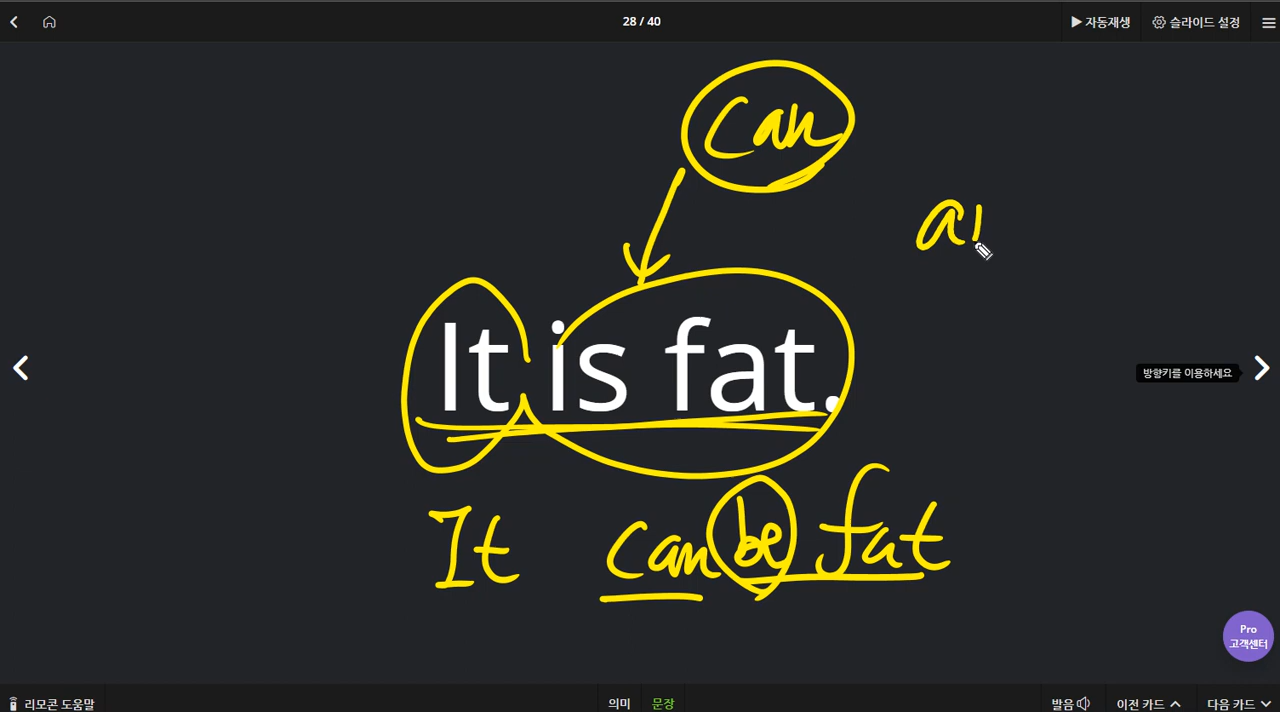 28 / 40
자동재생
슬라이드 설정
can
It is fat.
방향키를 이용하세요
It can be fat
Pro
고객센터
리모콘 도움말
의미
문장
발음
이전 카드
다음 카드